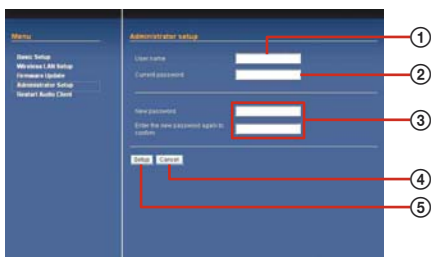 Menu
Basic Setup
Wireless LAN Setup
Firmware Update
Administrator Setup
Restart Audio Client
Administrator setup
User name
①
Current password
②
New password
③
Enter the new password again to
confirm
Setup Cancel
④
⑤